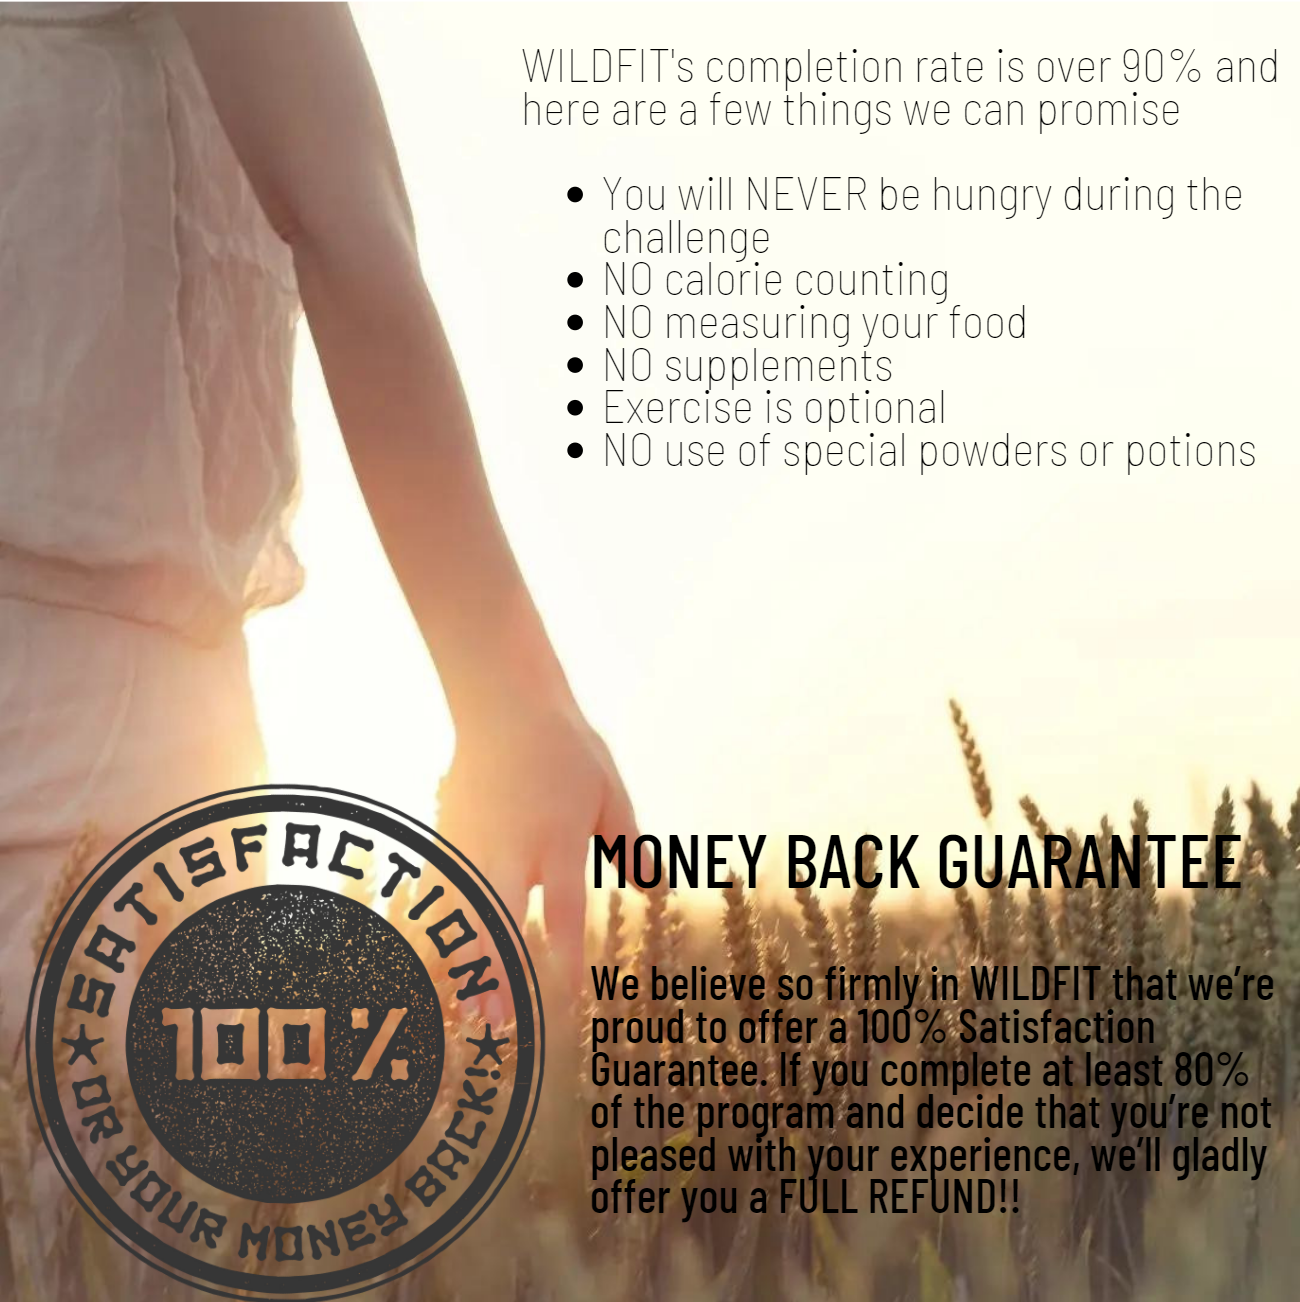 WILDFIT's completion rate is over 90% and
here are a few things we can promise
• You will NEVER be hungry during the
challenge
• NO calorie counting
• NO measuring your food
• NO supplements
• Exercise is optional
• NO use of special powders or potions
SATISFACTION
100%
OR YOUR MONEY BACK!
MONEY BACK GUARANTEE
We believe so firmly in WILDFIT that we’re
proud to offer a 100% Satisfaction
Guarantee. If you complete at least 80%
of the program and decide that you’re not
pleased with your experience, we’ll gladly
offer you a FULL REFUND!!